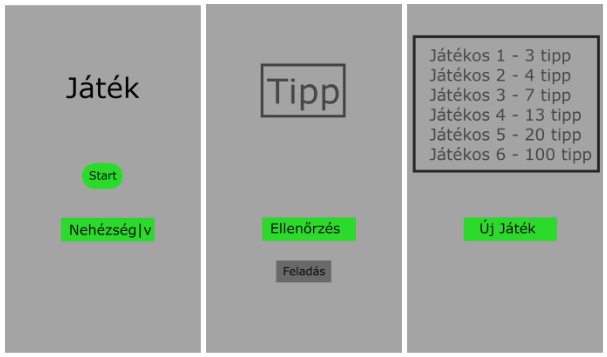 Játék
Start
Nehézség|v
Tipp
Ellenőrzés
Feladás
Játékos 1 - 3 tipp
Játékos 2 - 4 tipp
Játékos 3 - 7 tipp
Játékos 4 - 13 tipp
Játékos 5 - 20 tipp
Játékos 6 - 100 tipp
Új Játék